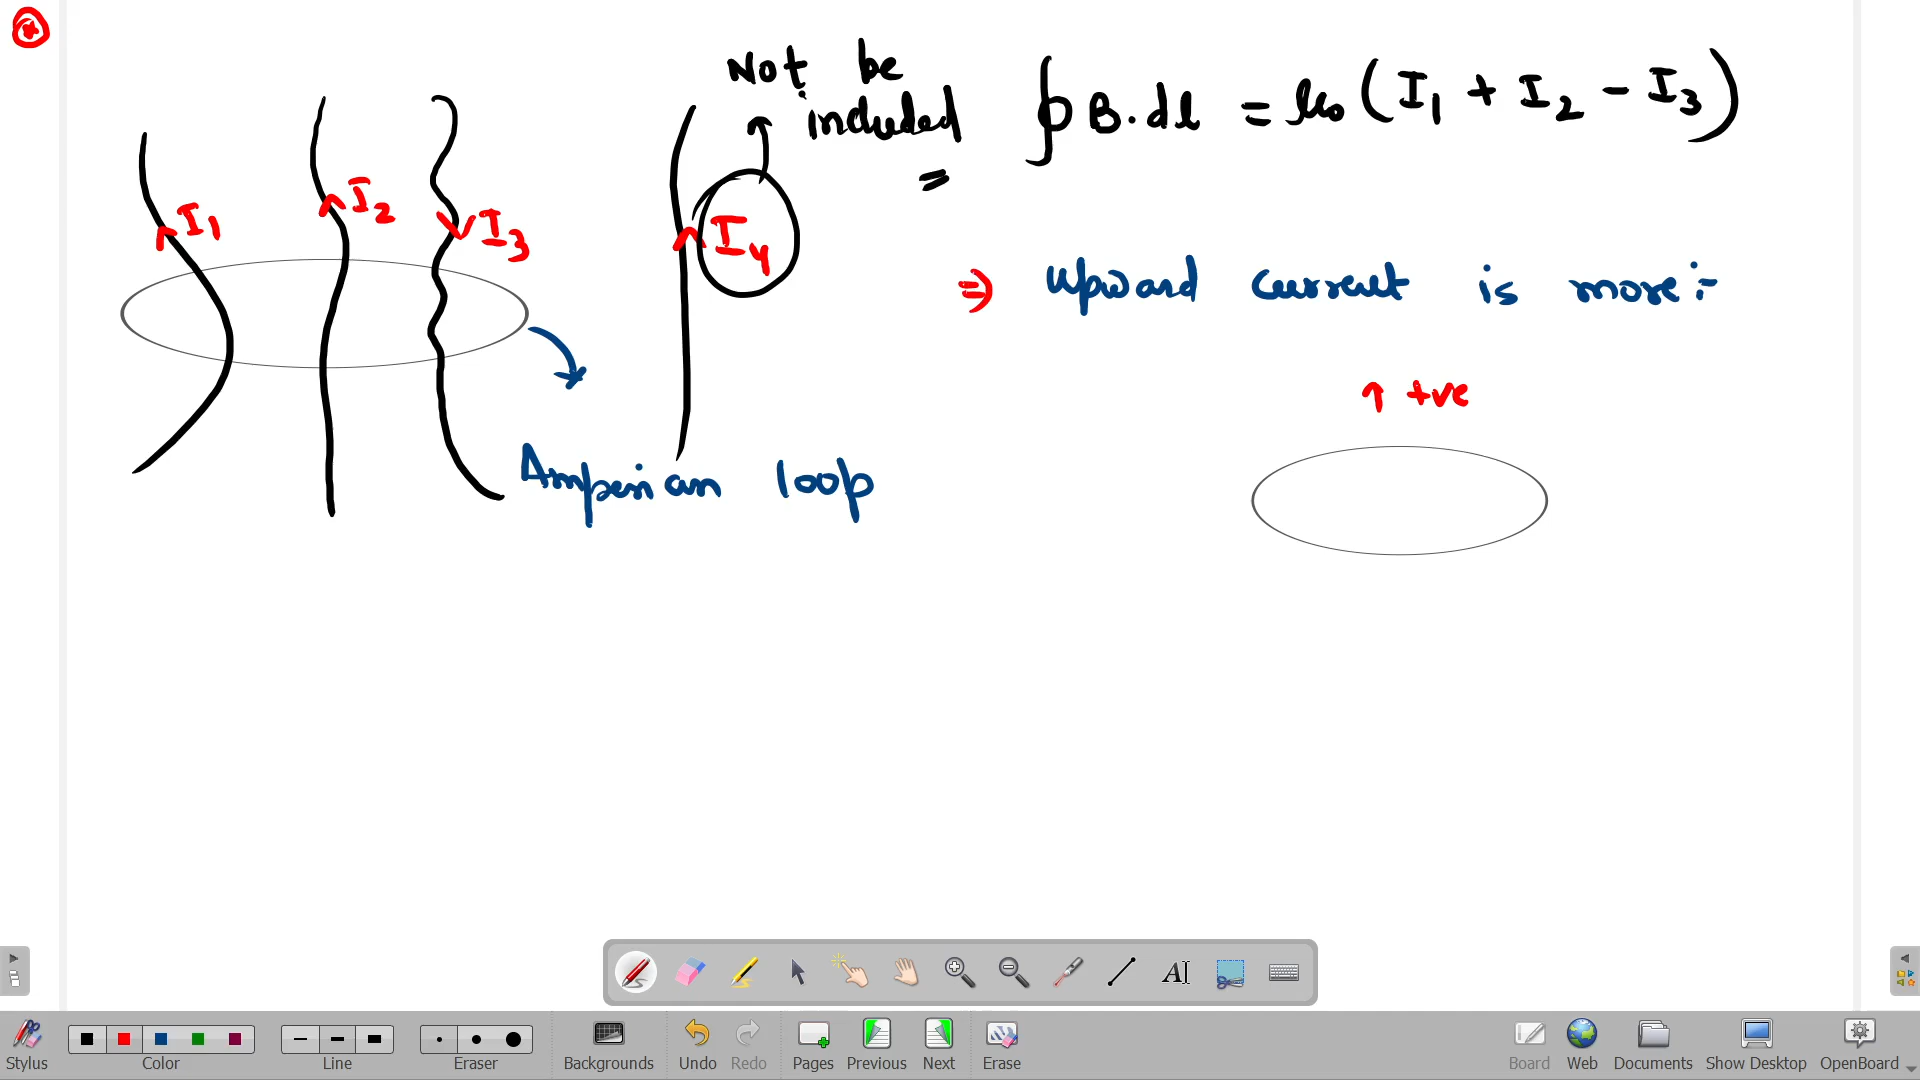 Not be
included
∮ B.dl = μ₀ (I₁ + I₂ - I₃)
I₁
I₂
I₃
I₄
⇒ Upward current is more:-
↑ +ve
Amperian loop
Stylus
Color
Line
Eraser
Backgrounds
Undo
Redo
Pages
Previous
Next
Erase
Board
Web
Documents
Show Desktop
OpenBoard